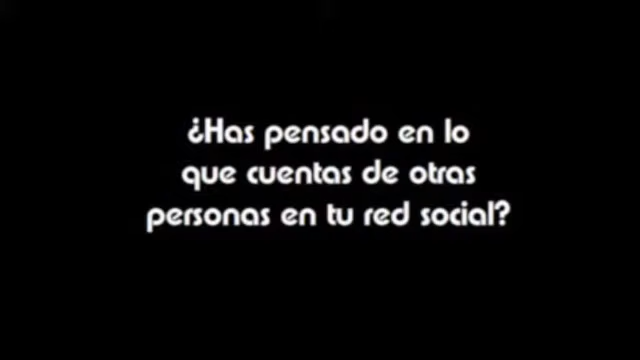 ¿Has pensado en lo
que cuentas de otras
personas en tu red social?